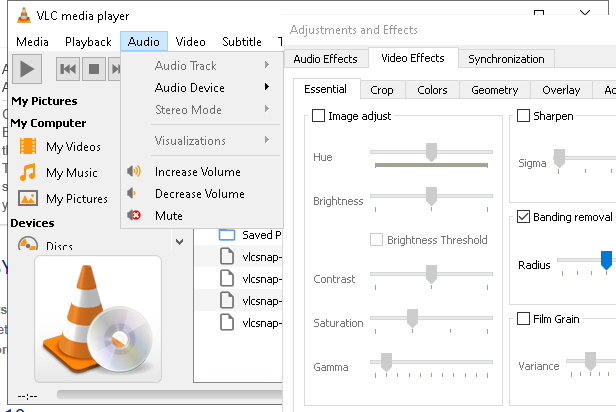 VLC media player
Media Playback Audio Video Subtitle
Audio Track
Audio Device
Stereo Mode
Visualizations
Increase Volume
Decrease Volume
Mute
My Pictures
My Computer
My Videos
My Music
My Pictures
Devices
Discs
Saved P
vlcsnap-
vlcsnap-
vlcsnap-
vlcsnap-
--:--
Adjustments and Effects
Audio Effects Video Effects Synchronization
Essential Crop Colors Geometry Overlay
Image adjust
Hue
Brightness
Brightness Threshold
Contrast
Saturation
Gamma
Sharpen
Sigma
Banding removal
Radius
Film Grain
Variance